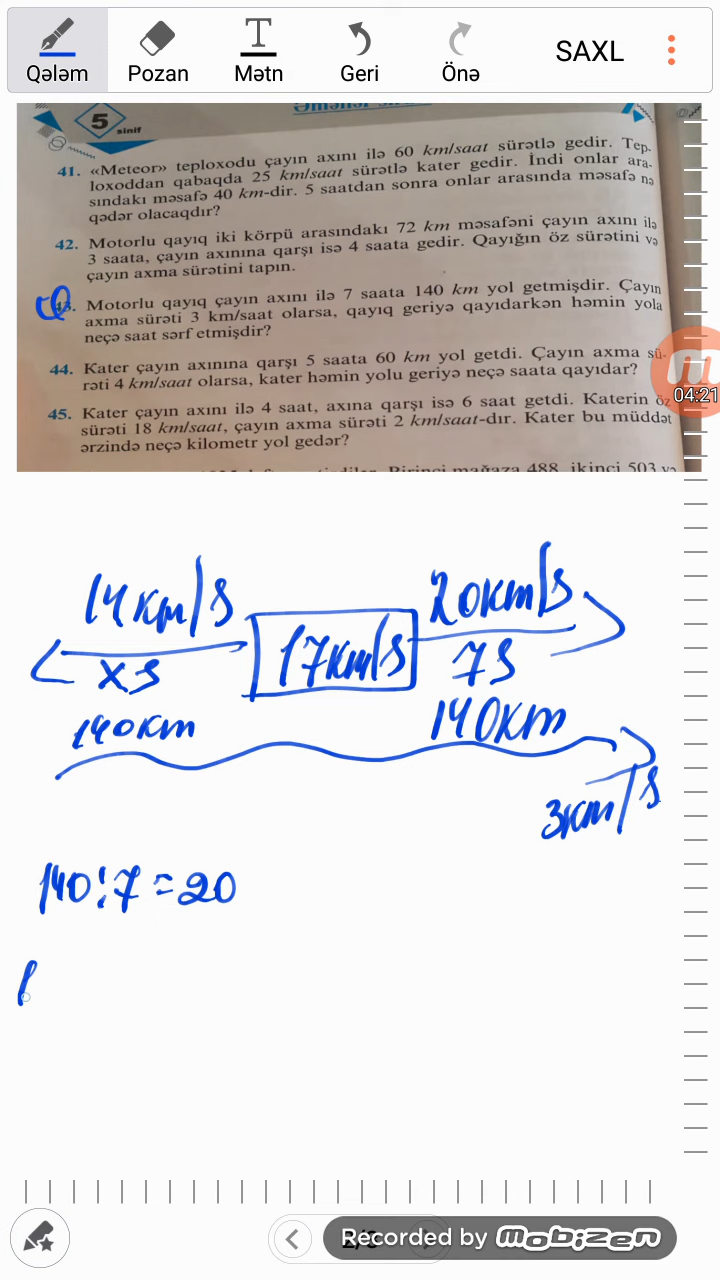 SAXL
Qələm Pozan Mətn Geri Önə
5 sinif
41. «Meteor» teploxodu çayın axını ilə 60 km/saat sürətlə gedir. Tep-
loxoddan qabaqda 25 km/saat sürətlə kater gedir. İndi onlar ara-
sındakı məsafə 40 km-dir. 5 saatdan sonra onlar arasında məsafə nə
qədər olacaqdır?
42. Motorlu qayıq iki körpü arasındakı 72 km məsafəni çayın axını ilə
3 saata, çayın axınına qarşı isə 4 saata gedir. Qayığın öz sürətini və
çayın axma sürətini tapın.
Motorlu qayıq çayın axını ilə 7 saata 140 km yol getmişdir. Çayın
axma sürəti 3 km/saat olarsa, qayıq geriyə qayıdarkən həmin yola
neçə saat sərf etmişdir?
44. Kater çayın axınına qarşı 5 saata 60 km yol getdi. Çayın axma sü-
rəti 4 km/saat olarsa, kater həmin yolu geriyə neçə saata qayıdar?
45. Kater çayın axını ilə 4 saat, axına qarşı isə 6 saat getdi. Katerin öz
sürəti 18 km/saat, çayın axma sürəti 2 km/saat-dır. Kater bu müddət
ərzində neçə kilometr yol gedər?
mağaza 488, ikinci 503 və
04:21
14km/s 20km/s
xs 17km/s 7s
140km 140km
3km/s
140:7=20
Recorded by mobizen